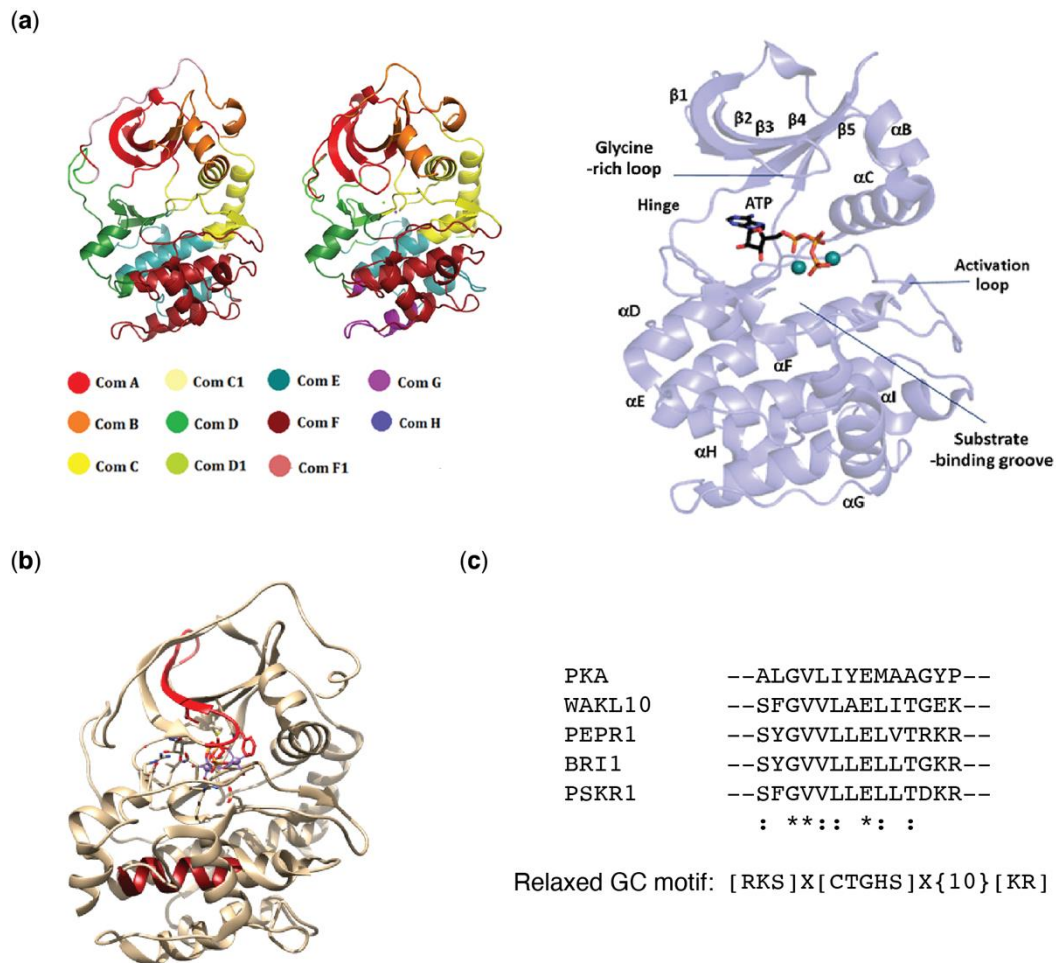 (a)
β1
β2
β3
β4
β5
αB
Glycine
-rich loop
αC
Hinge
ATP
Activation
loop
αD
αF
αE
αI
Substrate
-binding groove
αH
αG
Com A
Com C1
Com E
Com G
Com B
Com D
Com F
Com H
Com C
Com D1
Com F1
(b)
(c)
PKA --ALGVLIYEMAAGYP--
WAKL10 --SFGVVLAELITGEK--
PEPR1 --SYGVVLLELVTRKR--
BRI1 --SYGVVLLELLTGKR--
PSKR1 --SFGVVLLELLTDKR--
: **:: *: :
Relaxed GC motif: [RKS]X[CTGHS]X{10}[KR]